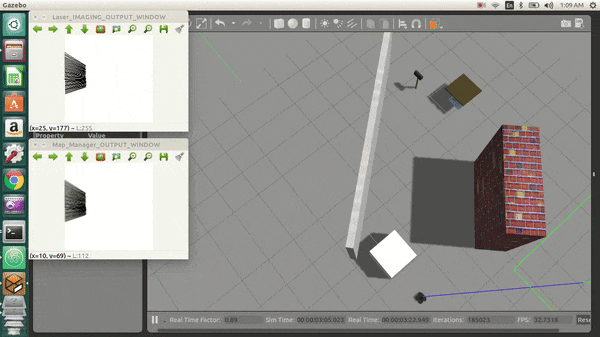 Gazebo
En
1:09 AM
Laser_IMAGING_OUTPUT_WINDOW
(x=25, y=177) ~ L:255
Property Value
Map_Manager_OUTPUT_WINDOW
(x=10, y=69) ~ L:112
Real Time Factor: 0.89 Sim Time: 00:00:03:05.023 Real Time: 00:00:03:22.549 Iterations: 185023 FPS: 32.7318 Rese